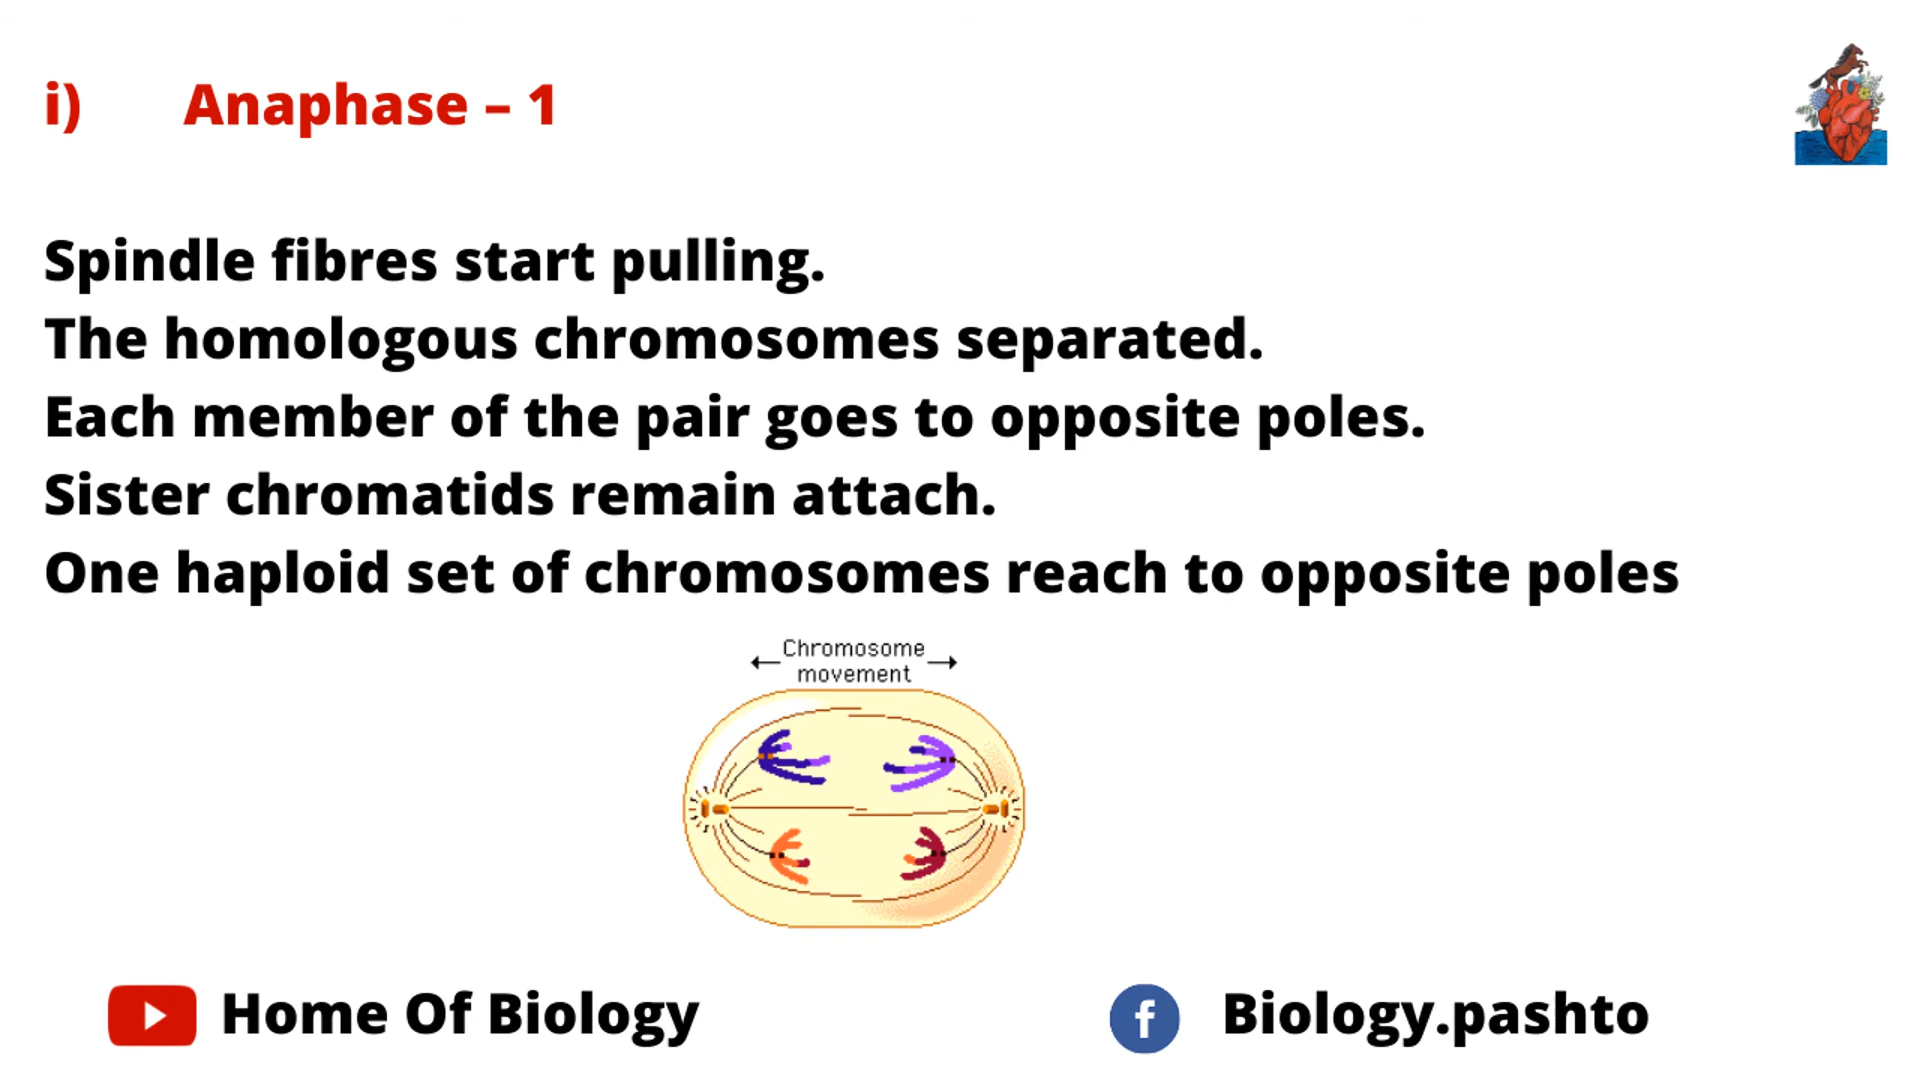 i) Anaphase – 1
Spindle fibres start pulling.
The homologous chromosomes separated.
Each member of the pair goes to opposite poles.
Sister chromatids remain attach.
One haploid set of chromosomes reach to opposite poles
Chromosome
movement
Home Of Biology
Biology.pashto